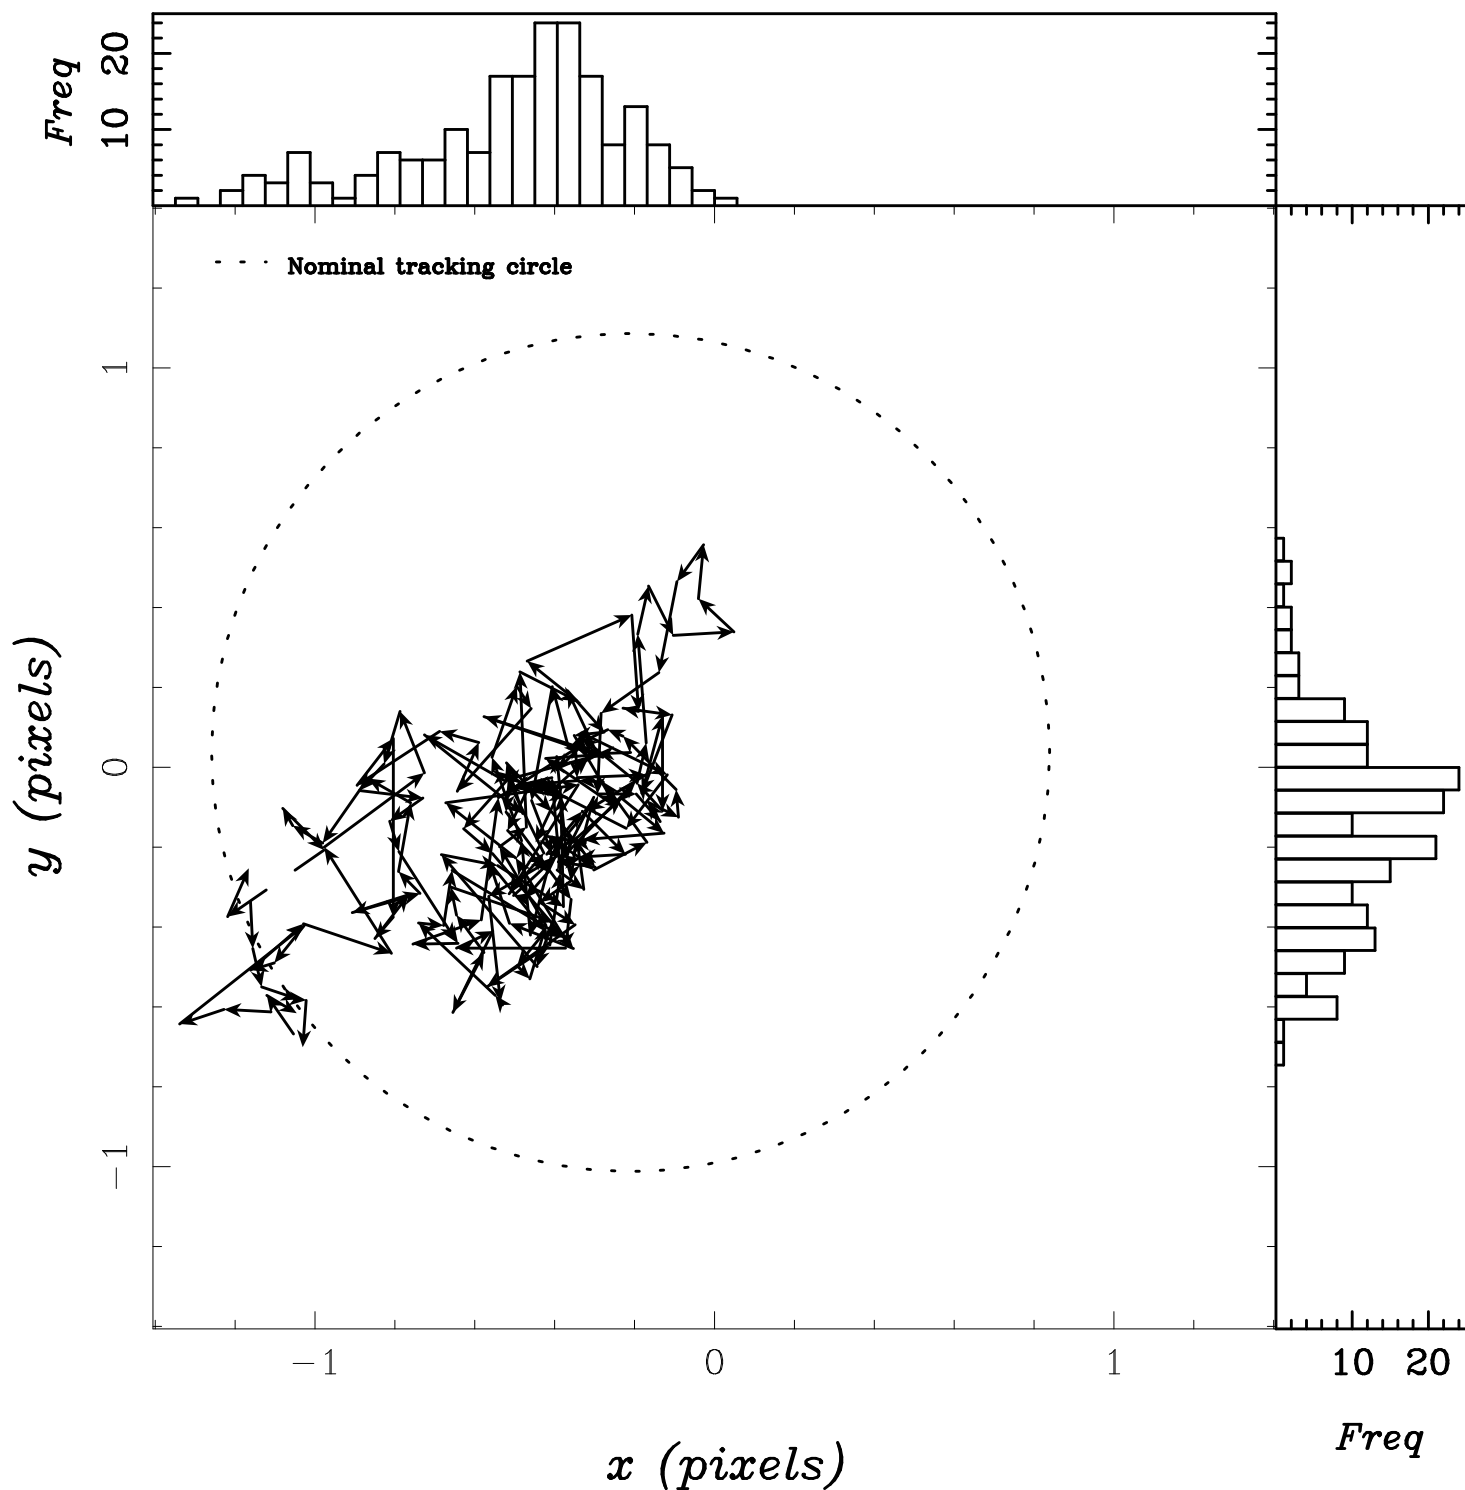 Freq
20
10
Nominal tracking circle
1
0
−1
y (pixels)
−1 0 1
10 20
x (pixels)
Freq